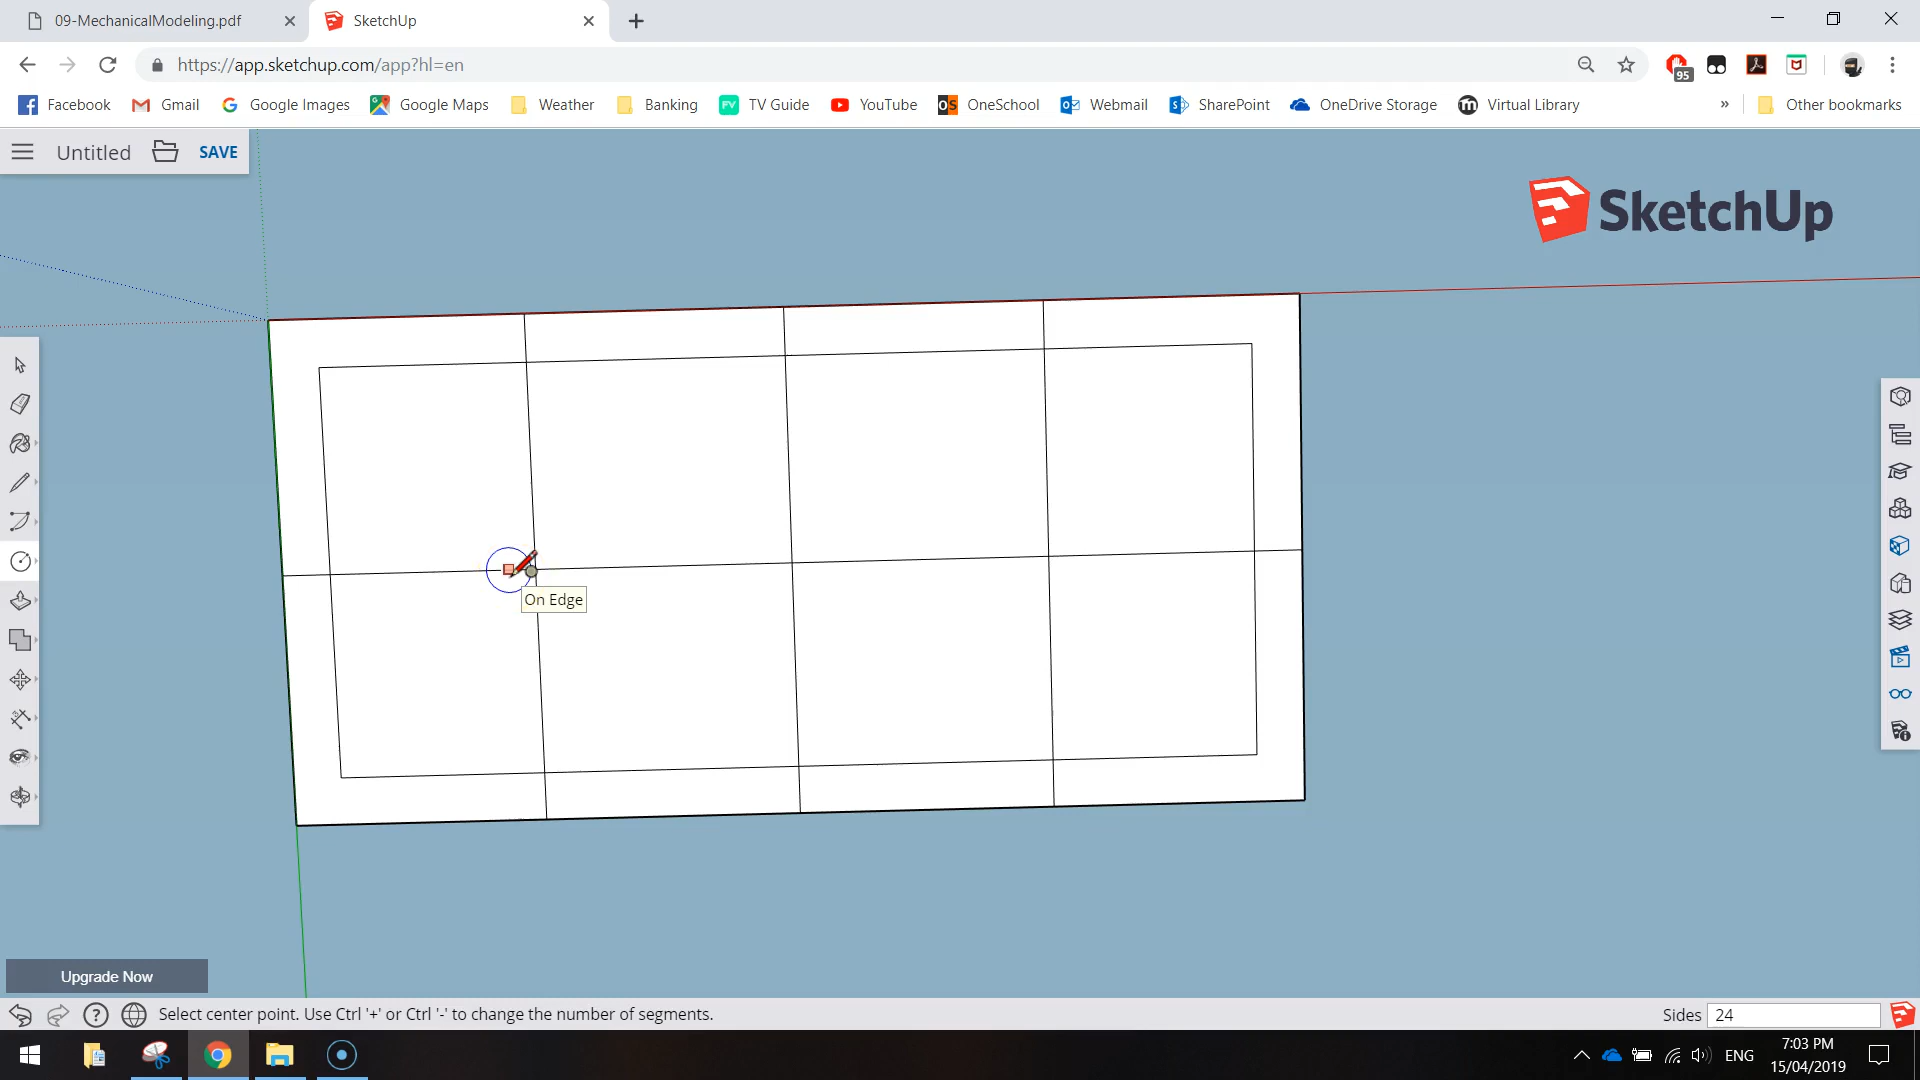 09-MechanicalModeling.pdf
SketchUp
https://app.sketchup.com/app?hl=en
95
Facebook
Gmail
Google Images
Google Maps
Weather
Banking
FV TV Guide
YouTube
OS OneSchool
Webmail
SharePoint
OneDrive Storage
m Virtual Library
»
Other bookmarks
Untitled
SAVE
SketchUp
On Edge
Upgrade Now
Select center point. Use Ctrl '+' or Ctrl '-' to change the number of segments.
Sides 24
ENG
7:03 PM
15/04/2019